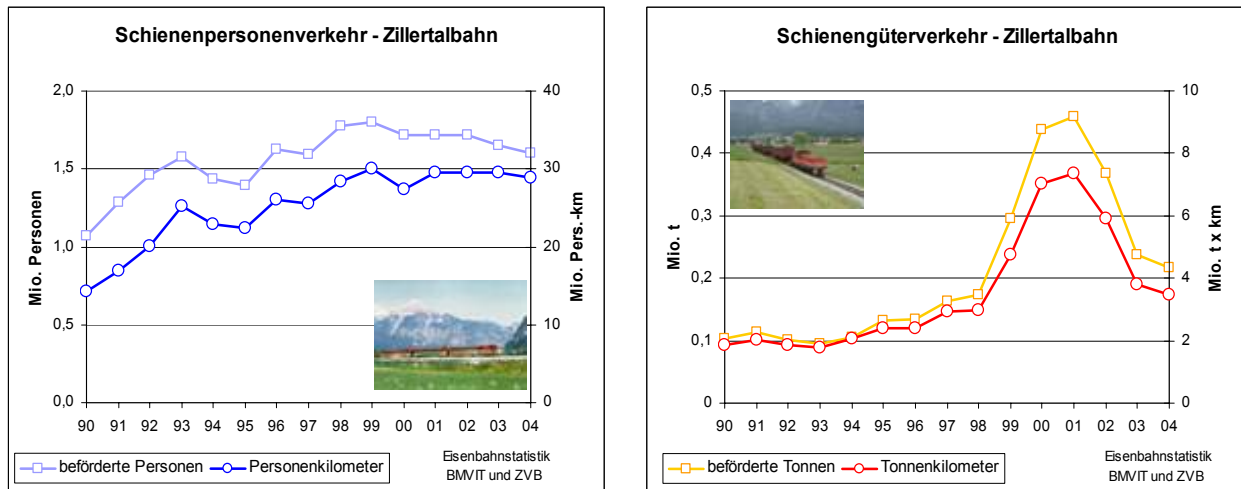 Schienenpersonenverkehr - Zillertalbahn
Mio. Personen
2,0
1,5
1,0
0,5
0,0
40
30
20
10
0
Mio. Pers.-km
90 91 92 93 94 95 96 97 98 99 00 01 02 03 04
beförderte Personen Personenkilometer
Eisenbahnstatistik
BMVIT und ZVB
Schienengüterverkehr - Zillertalbahn
Mio. t
0,5
0,4
0,3
0,2
0,1
0
10
8
6
4
2
0
Mio. t x km
90 91 92 93 94 95 96 97 98 99 00 01 02 03 04
beförderte Tonnen Tonnenkilometer
Eisenbahnstatistik
BMVIT und ZVB